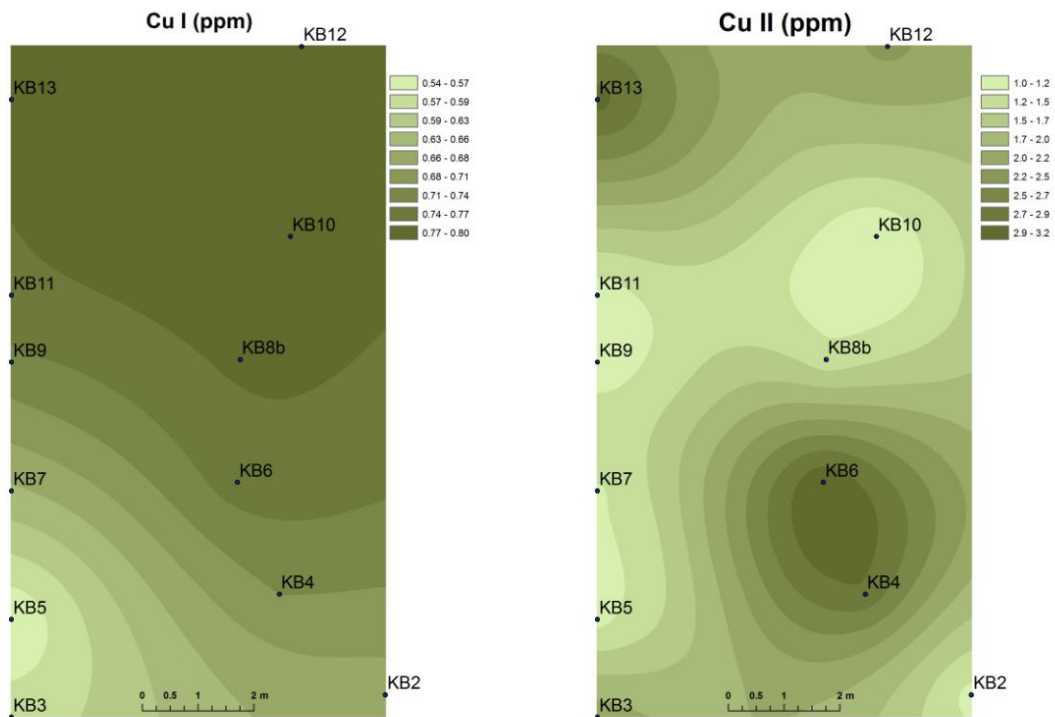 Cu I (ppm)
KB12
KB13
KB10
KB11
KB9
KB8b
KB7
KB6
KB5
KB4
KB3
KB2
0 0.5 1 2 m
0.54 - 0.57
0.57 - 0.59
0.59 - 0.63
0.63 - 0.66
0.66 - 0.68
0.68 - 0.71
0.71 - 0.74
0.74 - 0.77
0.77 - 0.80
Cu II (ppm)
KB12
KB13
KB10
KB11
KB9
KB8b
KB7
KB6
KB5
KB4
KB3
KB2
0 0.5 1 2 m
1.0 - 1.2
1.2 - 1.5
1.5 - 1.7
1.7 - 2.0
2.0 - 2.2
2.2 - 2.5
2.5 - 2.7
2.7 - 2.9
2.9 - 3.2